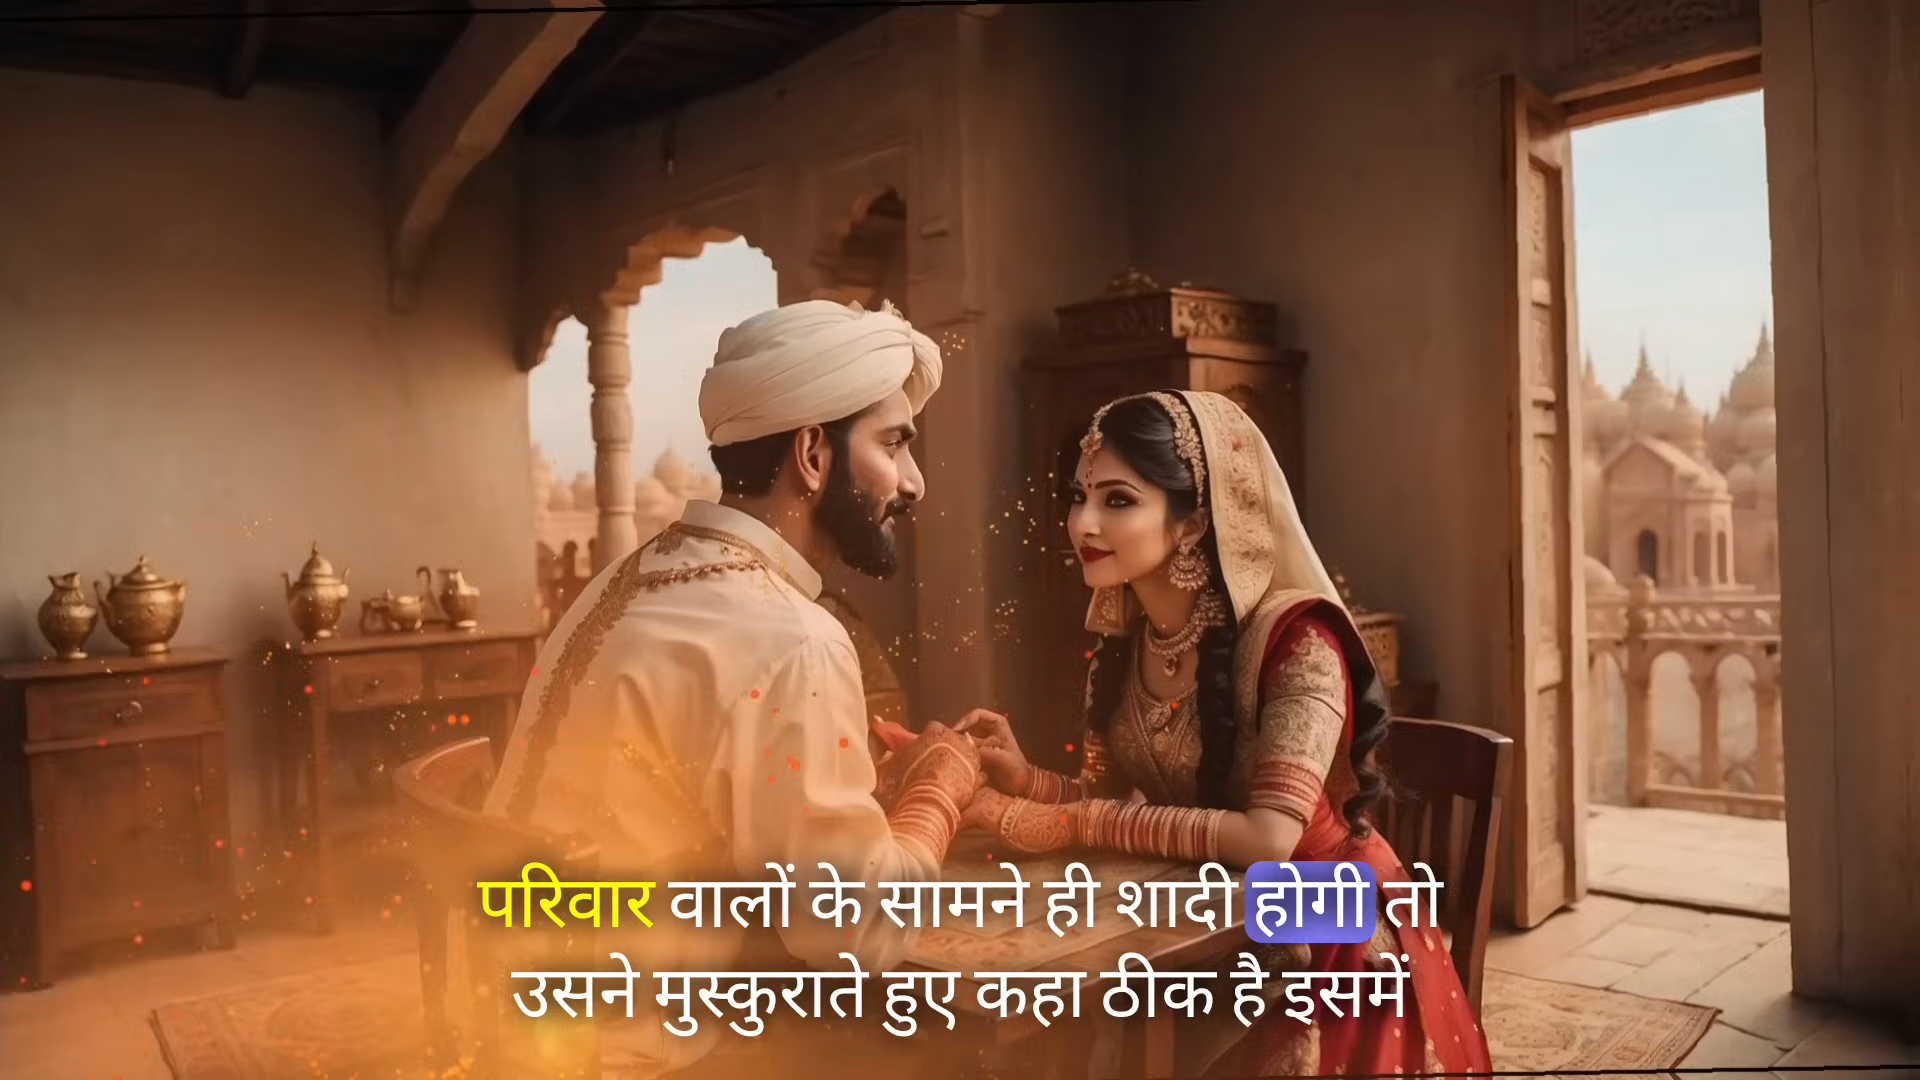 परिवार वालों के सामने ही शादी होगी तो
उसने मुस्कुराते हुए कहा ठीक है इसमें